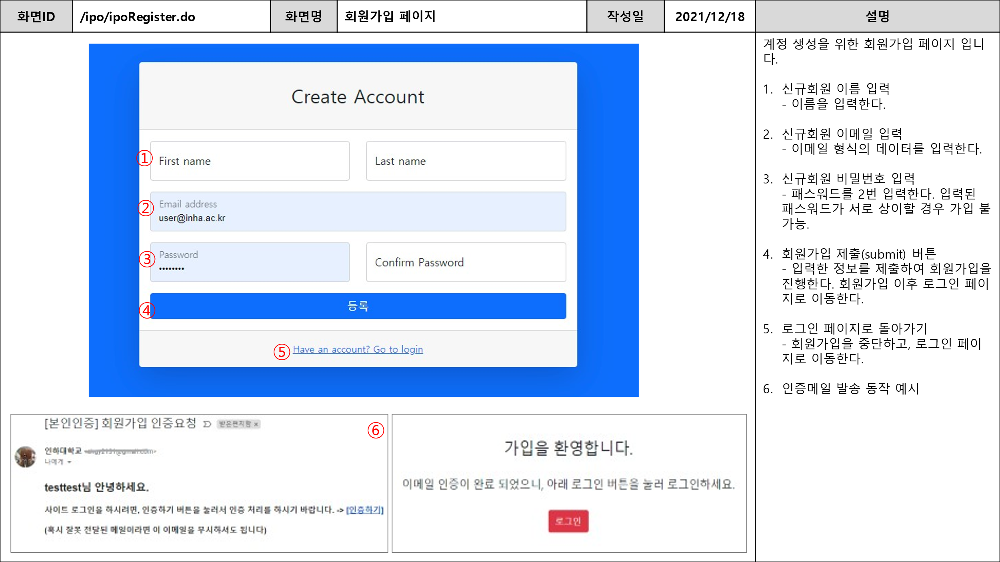 화면ID /ipo/ipoRegister.do 화면명 회원가입 페이지 작성일 2021/12/18 설명
Create Account
① First name Last name
② Email address
user@inha.ac.kr
③ Password
••••••••
Confirm Password
④ 등록
⑤ Have an account? Go to login
[본인인증] 회원가입 인증요청 받은편지함 x
⑥
인하대학교
나에게
testtest님 안녕하세요.
사이트 로그인을 하시려면, 인증하기 버튼을 눌러서 인증 처리를 하시기 바랍니다. -> [인증하기]
(혹시 잘못 전달된 메일이라면 이 이메일을 무시하셔도 됩니다)
가입을 환영합니다.
이메일 인증이 완료 되었으니, 아래 로그인 버튼을 눌러 로그인하세요.
로그인
계정 생성을 위한 회원가입 페이지 입니
다.
1. 신규회원 이름 입력
- 이름을 입력한다.
2. 신규회원 이메일 입력
- 이메일 형식의 데이터를 입력한다.
3. 신규회원 비밀번호 입력
- 패스워드를 2번 입력한다. 입력된
패스워드가 서로 상이할 경우 가입 불
가능.
4. 회원가입 제출(submit) 버튼
- 입력한 정보를 제출하여 회원가입을
진행한다. 회원가입 이후 로그인 페이
지로 이동한다.
5. 로그인 페이지로 돌아가기
- 회원가입을 중단하고, 로그인 페이
지로 이동한다.
6. 인증메일 발송 동작 예시